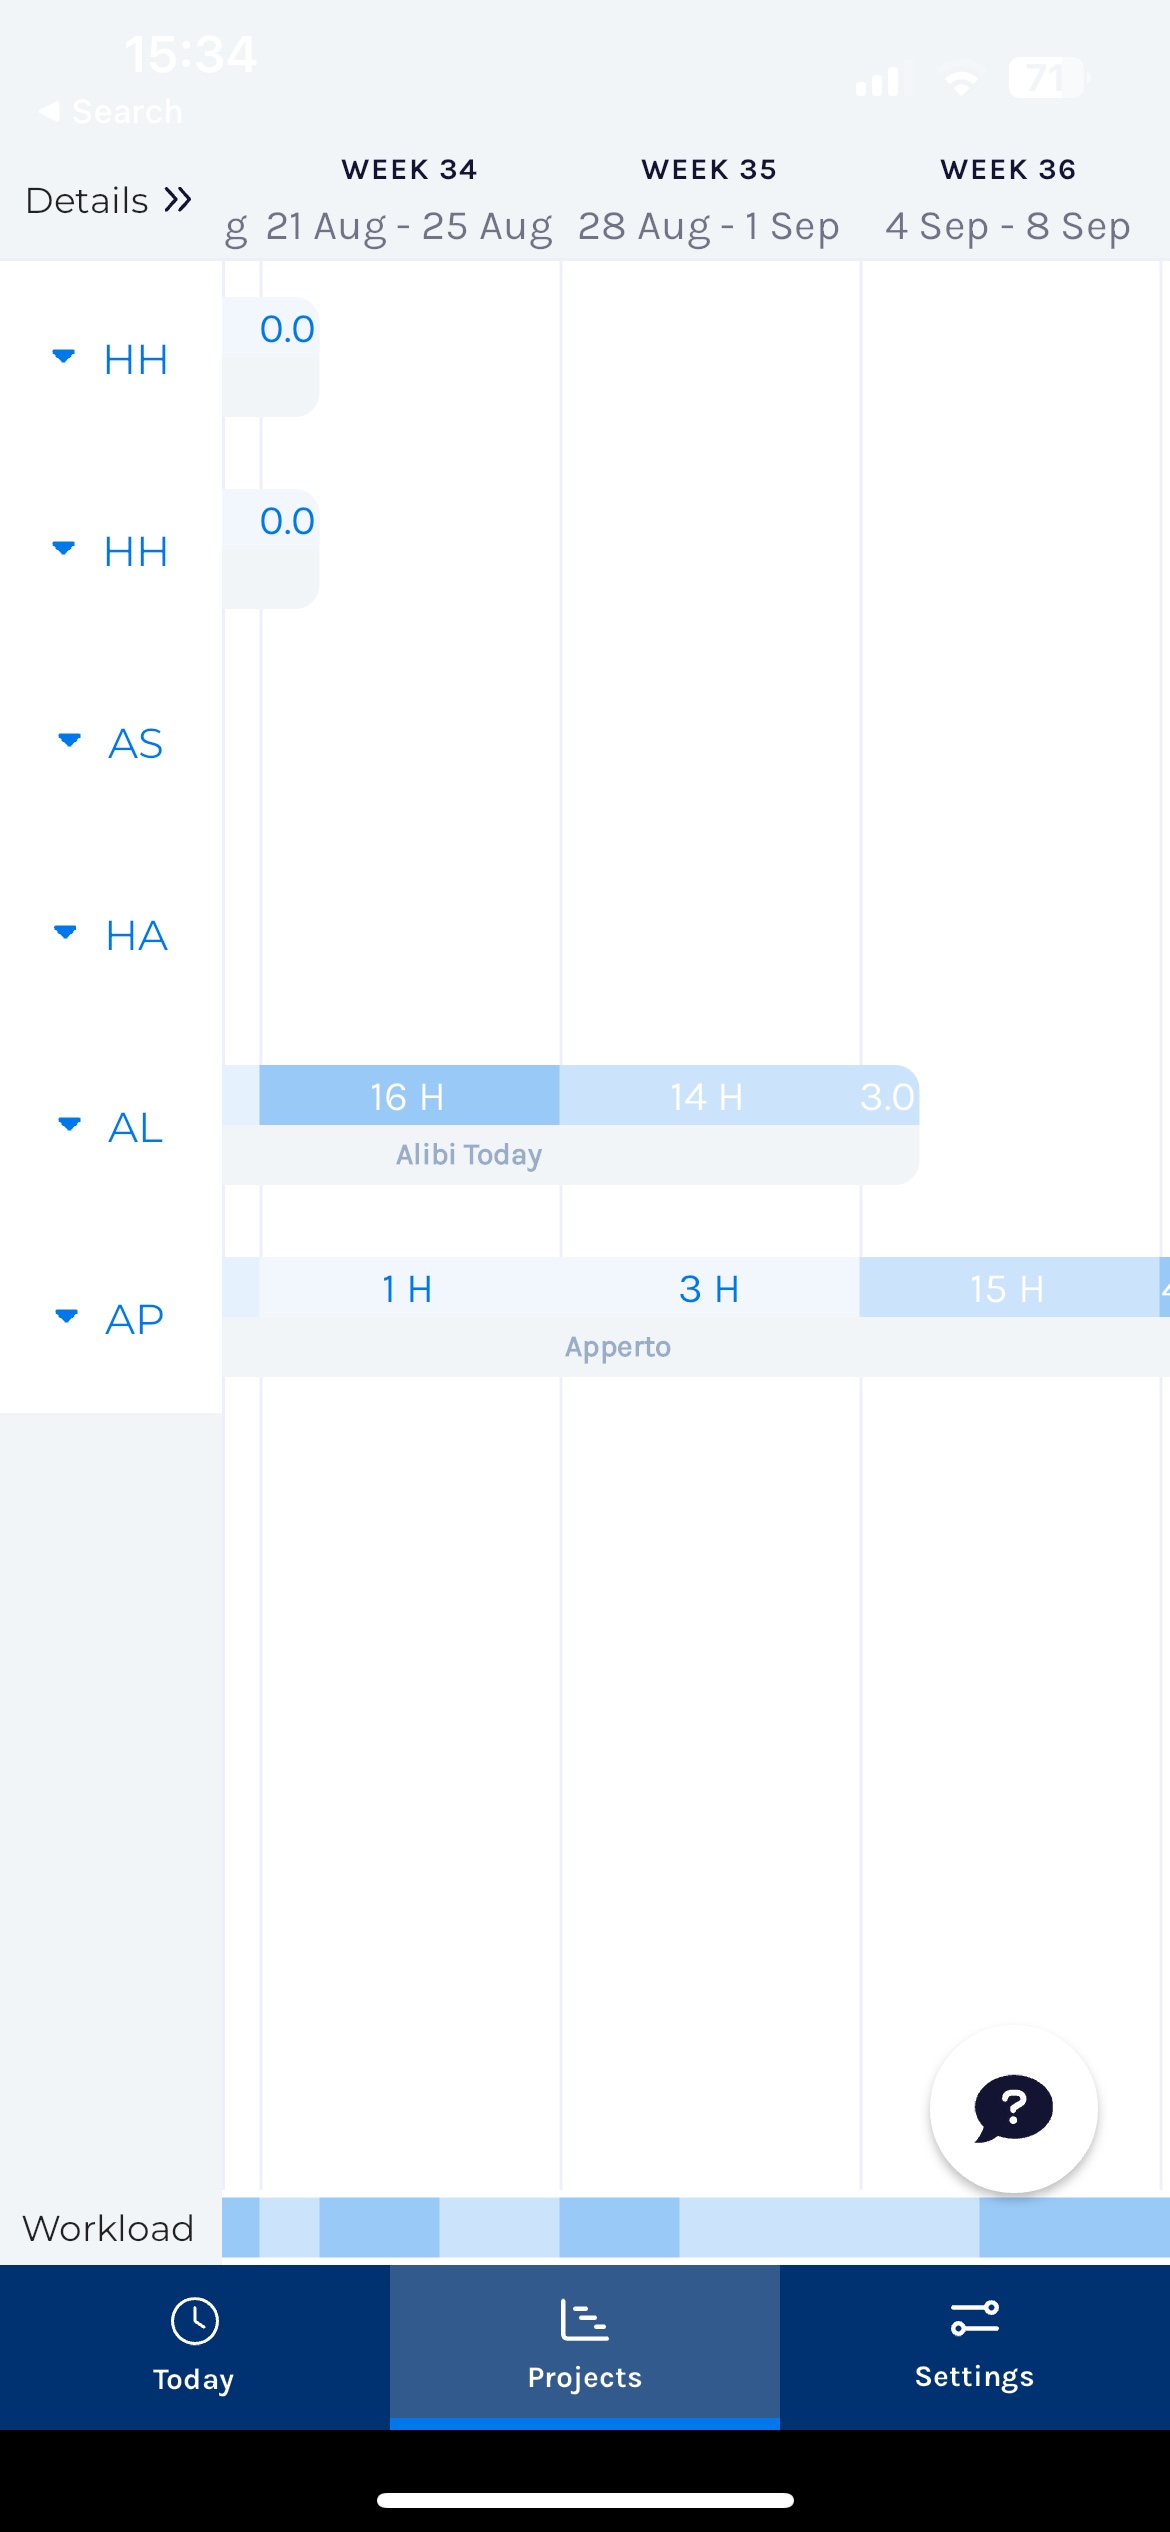 15:34
71
Search
Details
WEEK 34
WEEK 35
WEEK 36
g
21 Aug - 25 Aug
28 Aug - 1 Sep
4 Sep - 8 Sep
HH
0.0
HH
0.0
AS
HA
AL
16 H
14 H
3.0
Alibi Today
AP
1 H
3 H
15 H
Apperto
?
Workload
Today
Projects
Settings